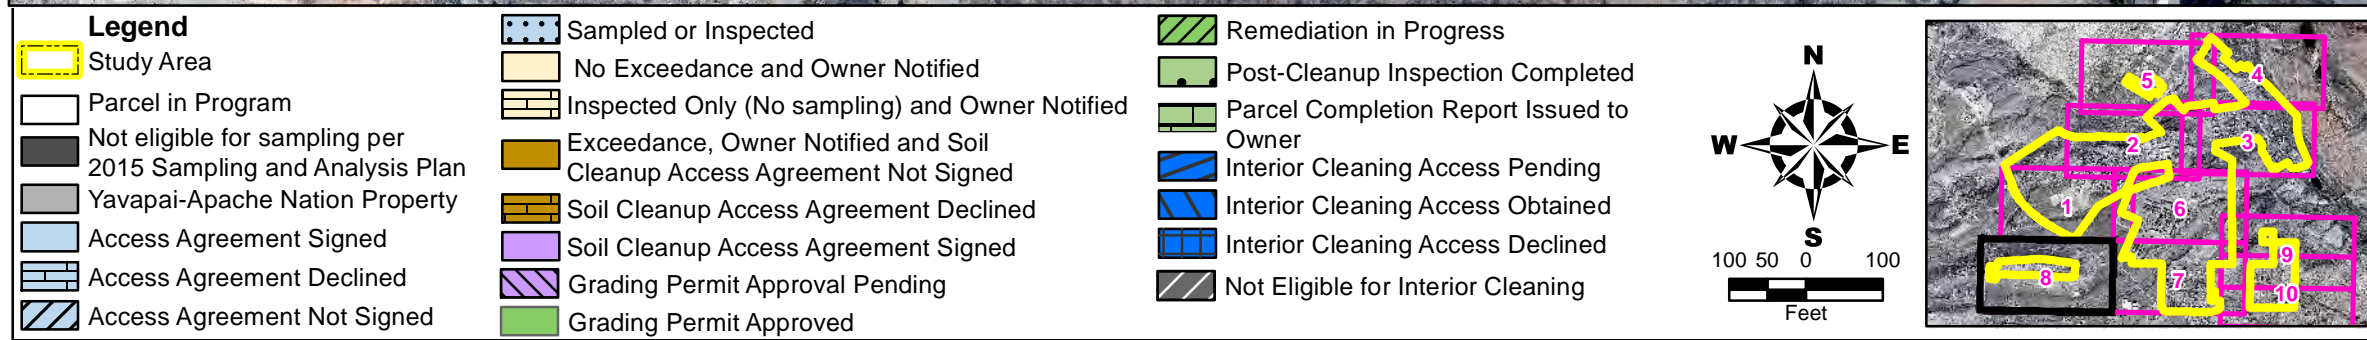 Legend
Study Area
Parcel in Program
Not eligible for sampling per
2015 Sampling and Analysis Plan
Yavapai-Apache Nation Property
Access Agreement Signed
Access Agreement Declined
Access Agreement Not Signed
Sampled or Inspected
No Exceedance and Owner Notified
Inspected Only (No sampling) and Owner Notified
Exceedance, Owner Notified and Soil
Cleanup Access Agreement Not Signed
Soil Cleanup Access Agreement Declined
Soil Cleanup Access Agreement Signed
Grading Permit Approval Pending
Grading Permit Approved
Remediation in Progress
Post-Cleanup Inspection Completed
Parcel Completion Report Issued to
Owner
Interior Cleaning Access Pending
Interior Cleaning Access Obtained
Interior Cleaning Access Declined
Not Eligible for Interior Cleaning
N
W E
S
100 50 0 100
Feet
5
4
2
3
1
6
8
7
9
10